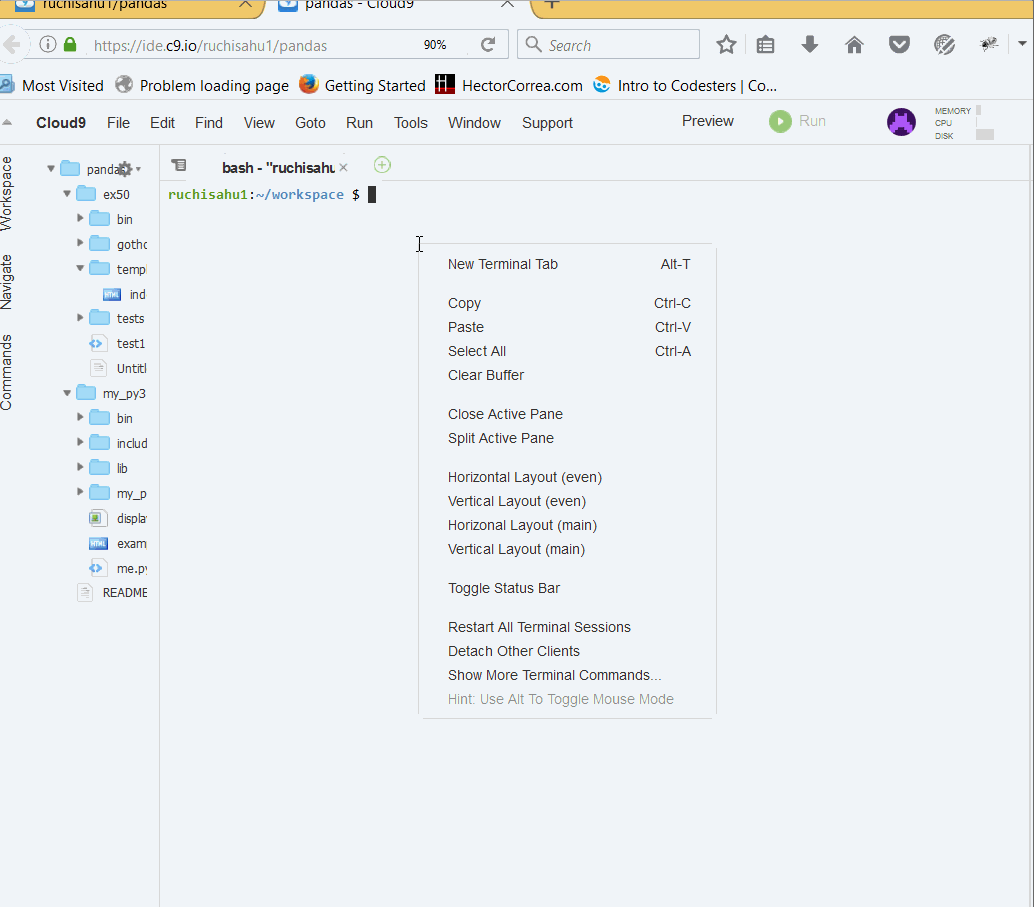 ruchisahu1/pandas
pandas - Cloud9
https://ide.c9.io/ruchisahu1/pandas 90% Search
Most Visited Problem loading page Getting Started HectorCorrea.com Intro to Codesters | Co...
Cloud9 File Edit Find View Goto Run Tools Window Support Preview Run
MEMORY
CPU
DISK
Workspace
Navigate
Commands
pandas
ex50
bin
gotho
templ
HTML ind
tests
test1
Untitl
my_py3
bin
includ
lib
my_p
displa
HTML exam
me.py
README
bash - "ruchisahu
ruchisahu1:~/workspace $
New Terminal Tab Alt-T
Copy Ctrl-C
Paste Ctrl-V
Select All Ctrl-A
Clear Buffer
Close Active Pane
Split Active Pane
Horizontal Layout (even)
Vertical Layout (even)
Horizonal Layout (main)
Vertical Layout (main)
Toggle Status Bar
Restart All Terminal Sessions
Detach Other Clients
Show More Terminal Commands...
Hint: Use Alt To Toggle Mouse Mode